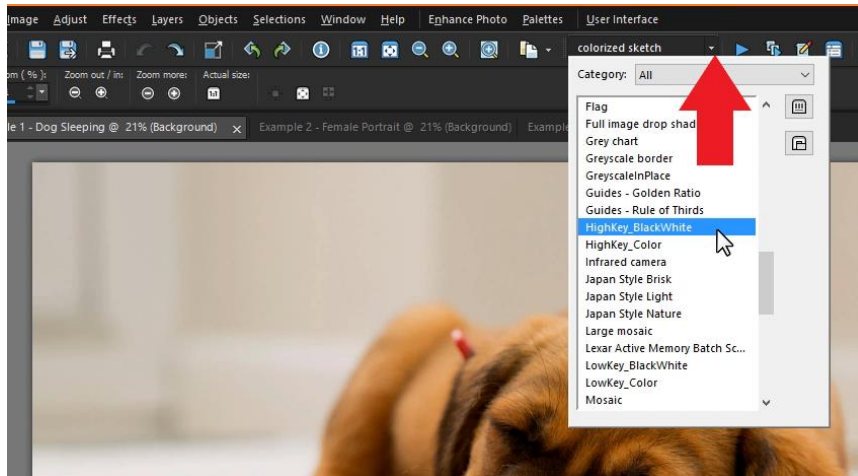 Image Adjust Effects Layers Objects Selections Window Help Enhance Photo Palettes User Interface
colorized sketch
Zoom out / in: Zoom more: Actual size:
Category: All
1 - Dog Sleeping @ 21% (Background) x Example 2 - Female Portrait @ 21% (Background)
Flag
Full image drop
Grey chart
Greyscale border
GreyscaleInPlace
Guides - Golden Ratio
Guides - Rule of Thirds
HighKey_BlackWhite
HighKey_Color
Infrared camera
Japan Style Brisk
Japan Style Light
Japan Style Nature
Large mosaic
Lexar Active Memory Batch Sc...
LowKey_BlackWhite
LowKey_Color
Mosaic